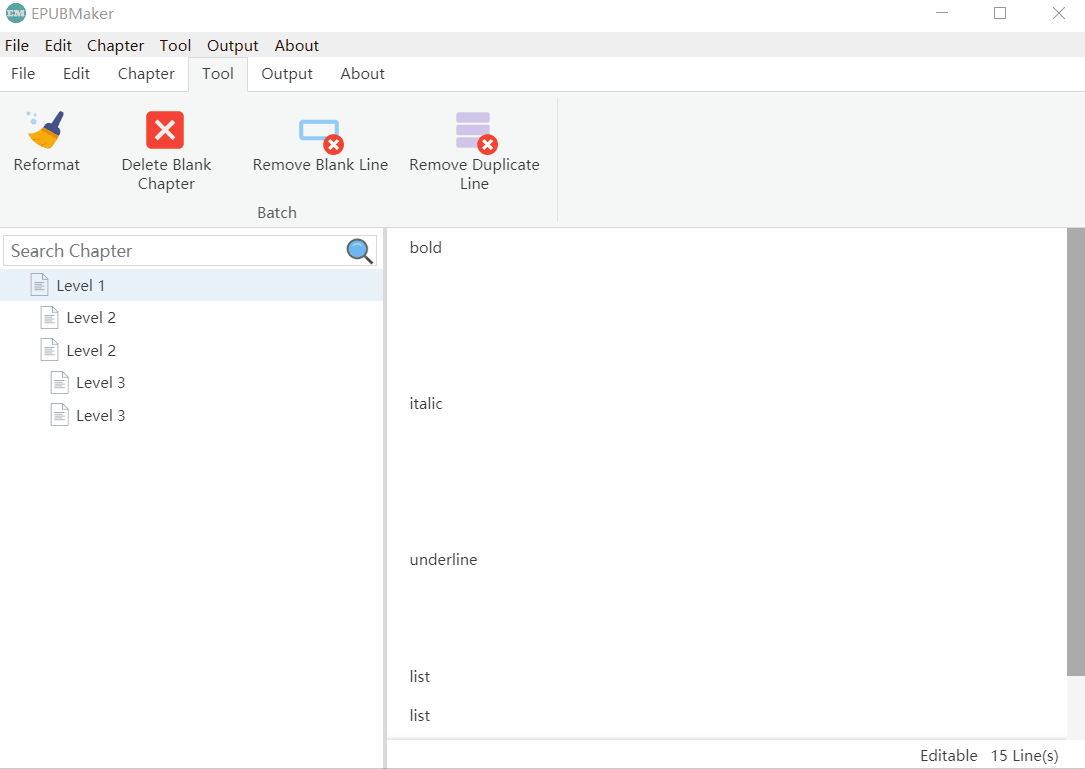 EM EPUBMaker
File Edit Chapter Tool Output About
File Edit Chapter Tool Output About
Reformat
Delete Blank
Chapter
Remove Blank Line
Remove Duplicate
Line
Batch
Search Chapter
Level 1
Level 2
Level 2
Level 3
Level 3
bold
italic
underline
list
list
Editable 15 Line(s)